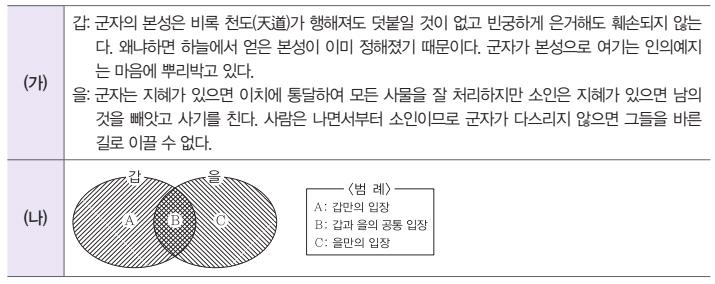 (가)
갑: 군자의 본성은 비록 천도(天道)가 행해져도 덧붙일 것이 없고 빈궁하게 은거해도 훼손되지 않는
다. 왜냐하면 하늘에서 얻은 본성이 이미 정해졌기 때문이다. 군자가 본성으로 여기는 인의예지
는 마음에 뿌리박고 있다.
을: 군자는 지혜가 있으면 이치에 통달하여 모든 사물을 잘 처리하지만 소인은 지혜가 있으면 남의
것을 빼앗고 사기를 친다. 사람은 나면서부터 소인이므로 군자가 다스리지 않으면 그들을 바른
길로 이끌 수 없다.
(나)
갑 을
A B C
〈범 례〉
A: 갑만의 입장
B: 갑과 을의 공통 입장
C: 을만의 입장